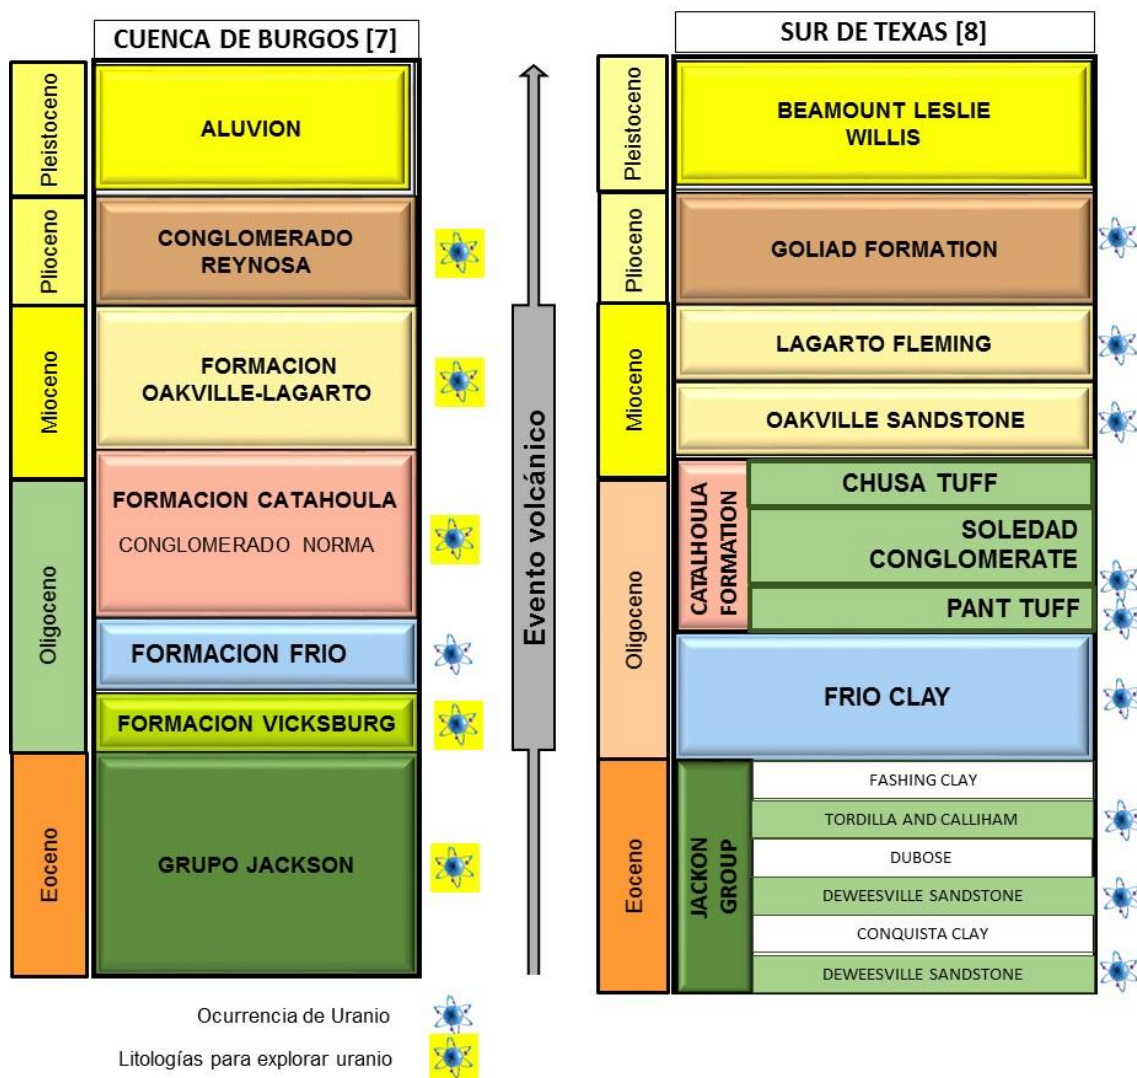 CUENCA DE BURGOS [7]
Pleistoceno
ALUVION
Plioceno
CONGLOMERADO
REYNOSA
Mioceno
FORMACION
OAKVILLE-LAGARTO
Oligoceno
FORMACION CATAHOULA
CONGLOMERADO NORMA
FORMACION FRIO
FORMACION VICKSBURG
Eoceno
GRUPO JACKSON
Evento volcánico
SUR DE TEXAS [8]
Pleistoceno
BEAMOUNT LESLIE
WILLIS
Plioceno
GOLIAD FORMATION
Mioceno
LAGARTO FLEMING
OAKVILLE SANDSTONE
Oligoceno
CATALHOULA
FORMATION
CHUSA TUFF
SOLEDAD
CONGLOMERATE
PANT TUFF
FRIO CLAY
Eoceno
JACKON
GROUP
FASHING CLAY
TORDILLA AND CALLIHAM
DUBOSE
DEWEESVILLE SANDSTONE
CONQUISTA CLAY
DEWEESVILLE SANDSTONE
Ocurrencia de Uranio
Litologías para explorar uranio